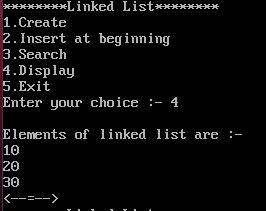 ********Linked List********
1.Create
2.Insert at beginning
3.Search
4.Display
5.Exit
Enter your choice :- 4
Elements of linked list are :-
10
20
30
<--=-->